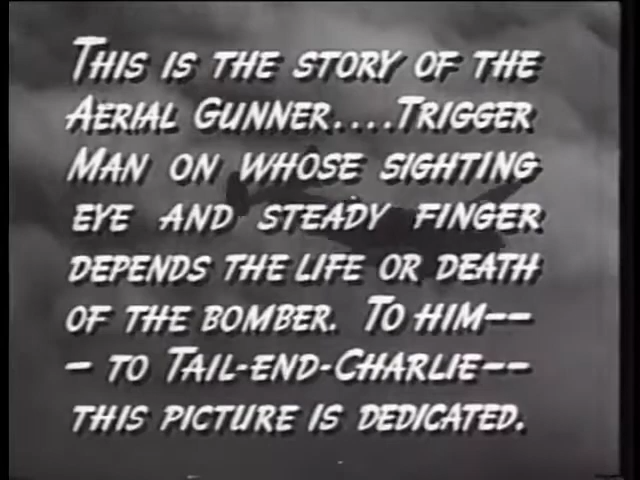 This is the story of the
Aerial Gunner....Trigger
Man on whose sighting
eye and steady finger
depends the life or death
of the bomber. To him--
- to Tail-end-Charlie--
this picture is dedicated.